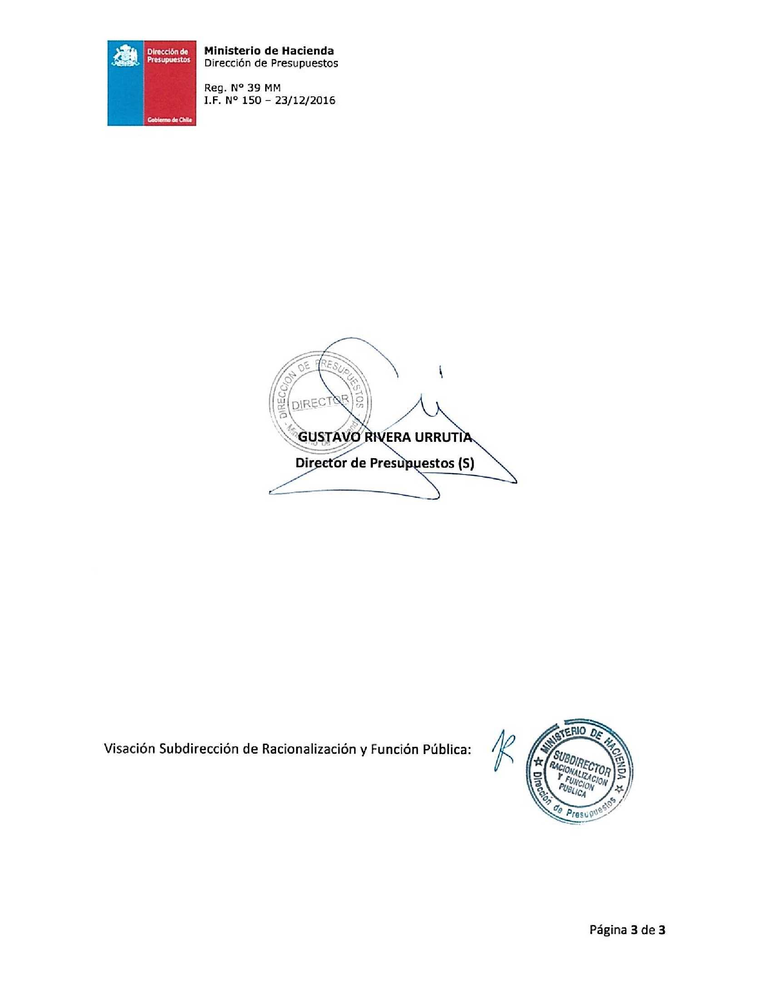 Dirección de
Presupuestos
Gobierno de Chile
Ministerio de Hacienda
Dirección de Presupuestos
Reg. Nº 39 MM
I.F. Nº 150 – 23/12/2016
DIRECCION DE PRESUPUESTOS
DIRECTOR
GUSTAVO RIVERA URRUTIA
Director de Presupuestos (S)
Visación Subdirección de Racionalización y Función Pública:
MINISTERIO DE HACIENDA
SUBDIRECTOR
RACIONALIZACION
Y FUNCION
PUBLICA
Dirección de Presupuestos
Página 3 de 3